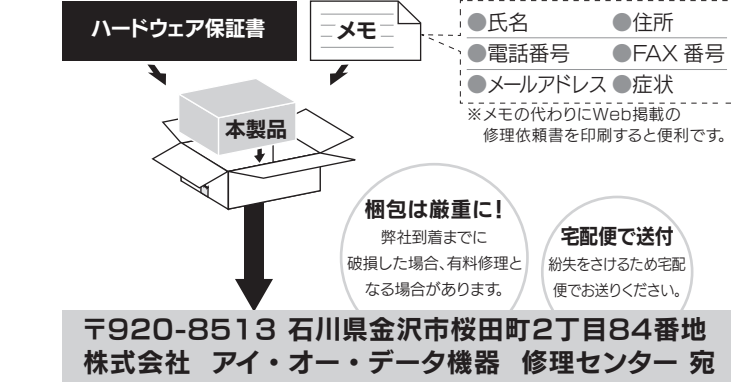 ハードウェア保証書
メモ
●氏名 ●住所
●電話番号 ●FAX 番号
●メールアドレス ●症状
※メモの代わりにWeb掲載の
修理依頼書を印刷すると便利です。
本製品
梱包は厳重に!
弊社到着までに
破損した場合、有料修理と
なる場合があります。
宅配便で送付
紛失をさけるため宅配
便でお送りください。
〒920-8513 石川県金沢市桜田町2丁目84番地
株式会社 アイ・オー・データ機器 修理センター 宛